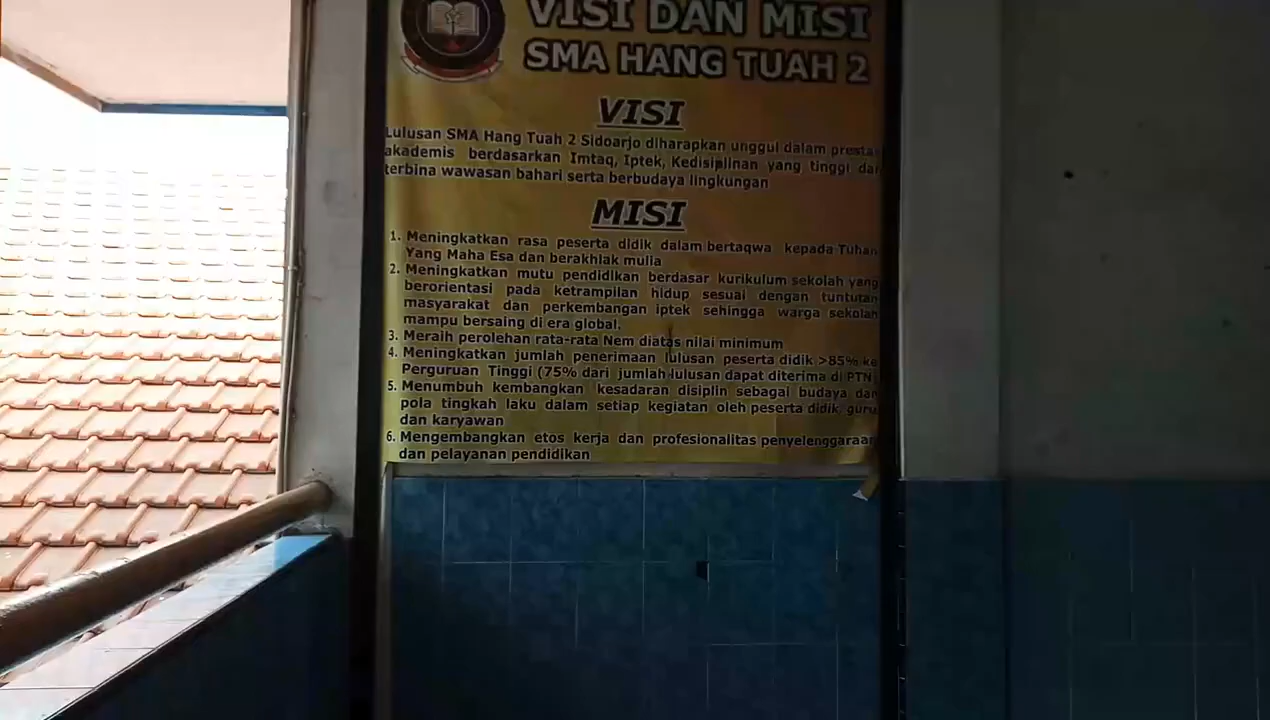 VISI DAN MISI
SMA HANG TUAH 2
VISI
Lulusan SMA Hang Tuah 2 Sidoarjo diharapkan unggul dalam
akademis berdasarkan Imtaq, Iptek, Kedisiplinan yang tinggi dan
terbina wawasan bahari serta berbudaya lingkungan
MISI
1. Meningkatkan rasa peserta didik dalam bertaqwa kepada Tuhan
Yang Maha Esa dan berakhlak mulia
2. Meningkatkan mutu pendidikan berdasar kurikulum sekolah yang
berorientasi pada ketrampilan hidup sesuai dengan tuntutan
masyarakat dan perkembangan iptek sehingga warga sekolah
mampu bersaing di era global.
3. Meraih perolehan rata-rata Nem diatas nilai minimum
4. Meningkatkan jumlah penerimaan lulusan peserta didik >85% ke
Perguruan Tinggi (75% dari jumlah lulusan dapat diterima di PTN)
5. Menumbuh kembangkan kesadaran disiplin sebagai budaya dan
pola tingkah laku dalam setiap kegiatan oleh peserta didik, guru
dan karyawan
6. Mengembangkan etos kerja dan profesionalitas penyelenggaraan
dan pelayanan pendidikan